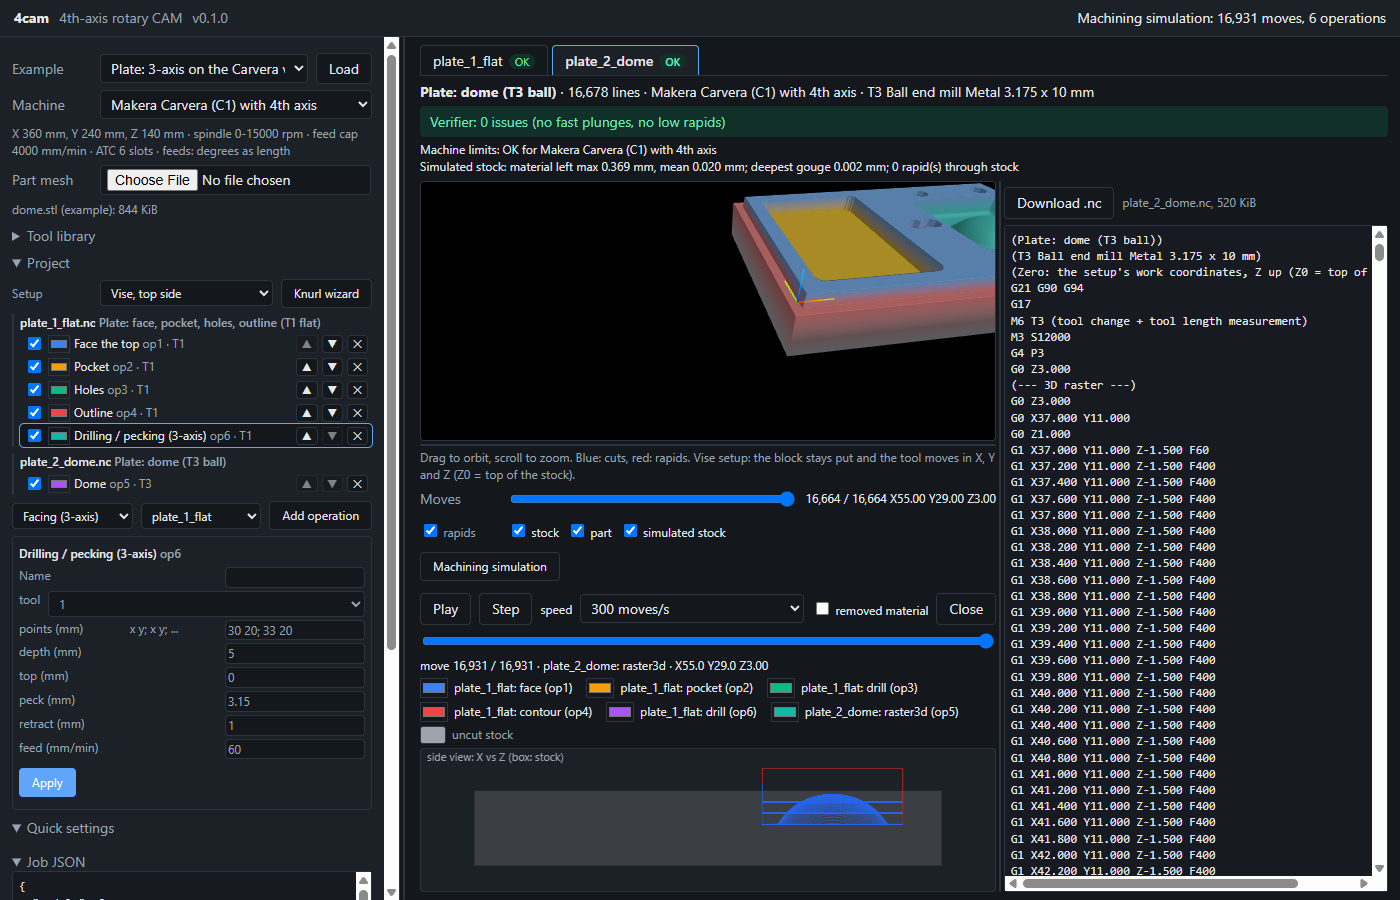 4cam 4th-axis rotary CAM v0.1.0
Machining simulation: 16,931 moves, 6 operations
Example
Plate: 3-axis on the Carvera
Load
Machine
Makera Carvera (C1) with 4th axis
X 360 mm, Y 240 mm, Z 140 mm · spindle 0-15000 rpm · feed cap
4000 mm/min · ATC 6 slots · feeds: degrees as length
Part mesh
Choose File No file chosen
dome.stl (example): 844 KiB
Tool library
Project
Setup
Vise, top side
Knurl wizard
plate_1_flat.nc Plate: face, pocket, holes, outline (T1 flat)
Face the top op1 · T1
Pocket op2 · T1
Holes op3 · T1
Outline op4 · T1
Drilling / pecking (3-axis) op6 · T1
plate_2_dome.nc Plate: dome (T3 ball)
Dome op5 · T3
Facing (3-axis)
plate_1_flat
Add operation
Drilling / pecking (3-axis) op6
Name
tool 1
points (mm) x y; x y; ... 30 20; 33 20
depth (mm) 5
top (mm) 0
peck (mm) 3.15
retract (mm) 1
feed (mm/min) 60
Apply
Quick settings
Job JSON
{
plate_1_flat OK
plate_2_dome OK
Plate: dome (T3 ball) · 16,678 lines · Makera Carvera (C1) with 4th axis · T3 Ball end mill Metal 3.175 x 10 mm
Verifier: 0 issues (no fast plunges, no low rapids)
Machine limits: OK for Makera Carvera (C1) with 4th axis
Simulated stock: material left max 0.369 mm, mean 0.020 mm; deepest gouge 0.002 mm; 0 rapid(s) through stock
Drag to orbit, scroll to zoom. Blue: cuts, red: rapids. Vise setup: the block stays put and the tool moves in X, Y
and Z (Z0 = top of the stock).
Moves
16,664 / 16,664 X55.00 Y29.00 Z3.00
rapids
stock
part
simulated stock
Machining simulation
Play
Step
speed
300 moves/s
removed material
Close
move 16,931 / 16,931 · plate_2_dome: raster3d · X55.0 Y29.0 Z3.00
plate_1_flat: face (op1)
plate_1_flat: pocket (op2)
plate_1_flat: drill (op3)
plate_1_flat: contour (op4)
plate_1_flat: drill (op6)
plate_2_dome: raster3d (op5)
uncut stock
side view: X vs Z (box: stock)
Download .nc
plate_2_dome.nc, 520 KiB
(Plate: dome (T3 ball))
(T3 Ball end mill Metal 3.175 x 10 mm)
(Zero: the setup's work coordinates, Z up (Z0 = top of
G21 G90 G94
G17
M6 T3 (tool change + tool length measurement)
M3 S12000
G4 P3
G0 Z3.000
(--- 3D raster ---)
G0 Z3.000
G0 X37.000 Y11.000
G0 Z1.000
G1 X37.000 Y11.000 Z-1.500 F60
G1 X37.200 Y11.000 Z-1.500 F400
G1 X37.400 Y11.000 Z-1.500 F400
G1 X37.600 Y11.000 Z-1.500 F400
G1 X37.800 Y11.000 Z-1.500 F400
G1 X38.000 Y11.000 Z-1.500 F400
G1 X38.200 Y11.000 Z-1.500 F400
G1 X38.400 Y11.000 Z-1.500 F400
G1 X38.600 Y11.000 Z-1.500 F400
G1 X38.800 Y11.000 Z-1.500 F400
G1 X39.000 Y11.000 Z-1.500 F400
G1 X39.200 Y11.000 Z-1.500 F400
G1 X39.400 Y11.000 Z-1.500 F400
G1 X39.600 Y11.000 Z-1.500 F400
G1 X39.800 Y11.000 Z-1.500 F400
G1 X40.000 Y11.000 Z-1.500 F400
G1 X40.200 Y11.000 Z-1.500 F400
G1 X40.400 Y11.000 Z-1.500 F400
G1 X40.600 Y11.000 Z-1.500 F400
G1 X40.800 Y11.000 Z-1.500 F400
G1 X41.000 Y11.000 Z-1.500 F400
G1 X41.200 Y11.000 Z-1.500 F400
G1 X41.400 Y11.000 Z-1.500 F400
G1 X41.600 Y11.000 Z-1.500 F400
G1 X41.800 Y11.000 Z-1.500 F400
G1 X42.000 Y11.000 Z-1.500 F400
G1 X42.200 Y11.000 Z-1.500 F400